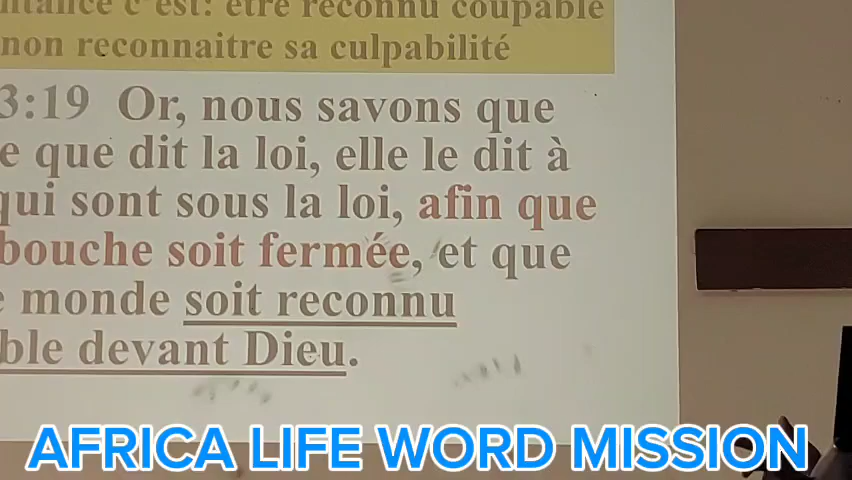 c'est: être reconnu coupable
non reconnaitre sa culpabilité
3:19 Or, nous savons que
que dit la loi, elle le dit à
qui sont sous la loi, afin que
bouche soit fermée, et que
monde soit reconnu
devant Dieu.
AFRICA LIFE WORD MISSION